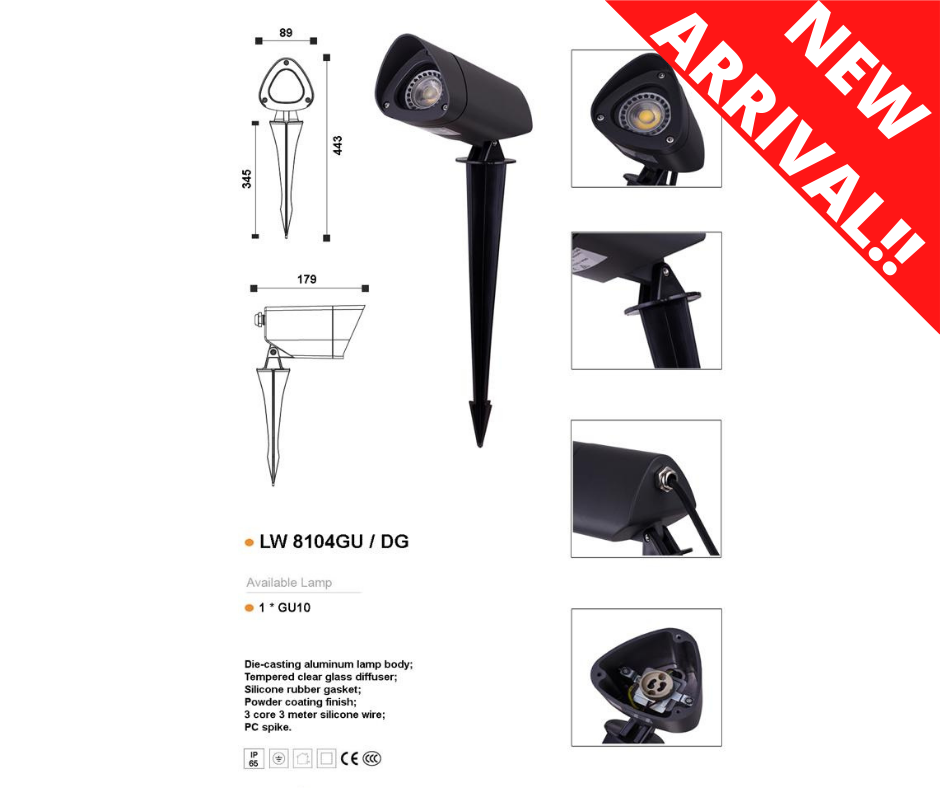 NEW
ARRIVAL!!
89
443
345
179
LW 8104GU / DG
Available Lamp
1 * GU10
Die-casting aluminum lamp body;
Tempered clear glass diffuser;
Silicone rubber gasket;
Powder coating finish;
3 core 3 meter silicone wire;
PC spike.
IP
65
CE
CCC